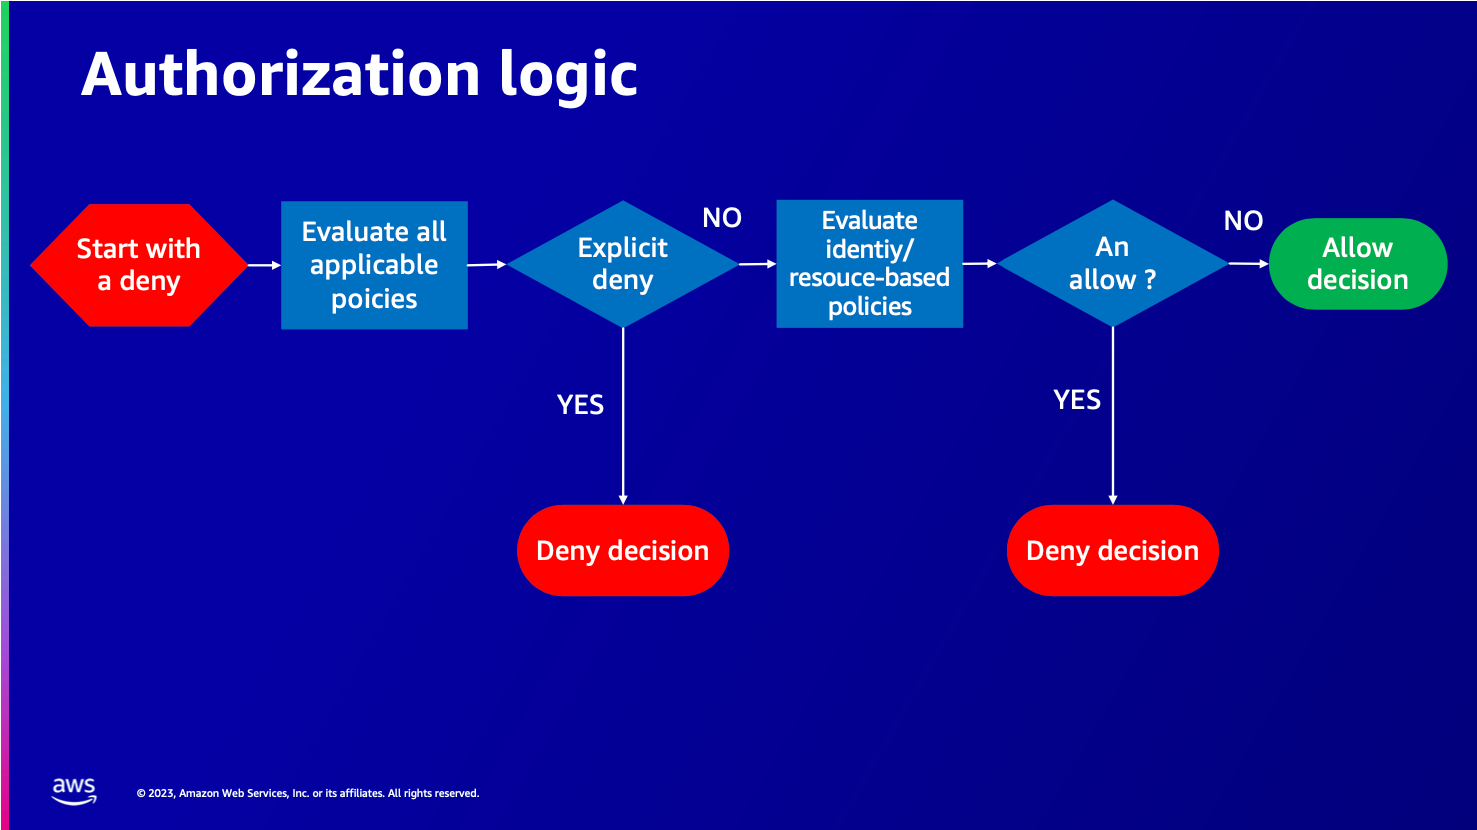 Authorization logic
Start with
a deny
Evaluate all
applicable
poicies
Explicit
deny
NO
YES
Deny decision
Evaluate
identiy/
resouce-based
policies
An
allow ?
NO
YES
Deny decision
Allow
decision
aws
© 2023, Amazon Web Services, Inc. or its affiliates. All rights reserved.